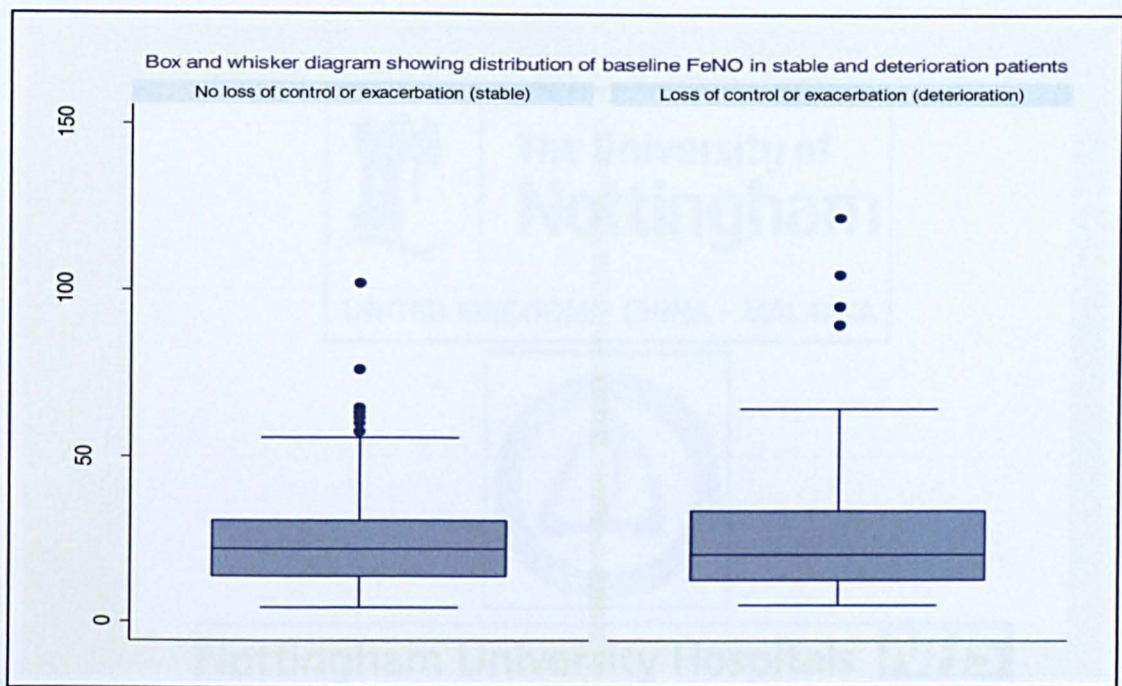 Box and whisker diagram showing distribution of baseline FeNO in stable and deterioration patients
No loss of control or exacerbation (stable)
Loss of control or exacerbation (deterioration)
150
100
50
0
The University of
Nottingham
UNITED KINGDOM · CHINA · MALAYSIA
Nottingham University Hospitals